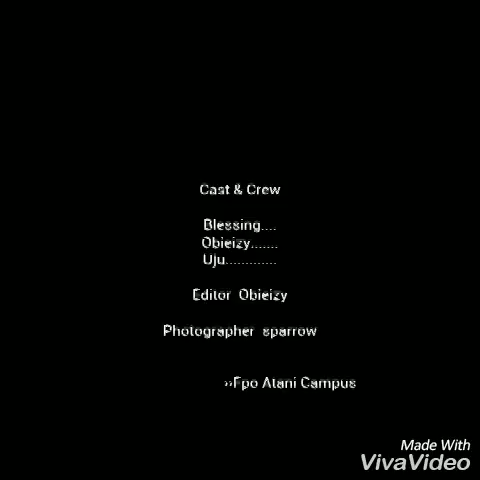 Cast & Crew
Blessing....
Obieizy.......
Uju.............
Editor Obieizy
Photographer sparrow
››Fpo Atani Campus
Made With
VivaVideo